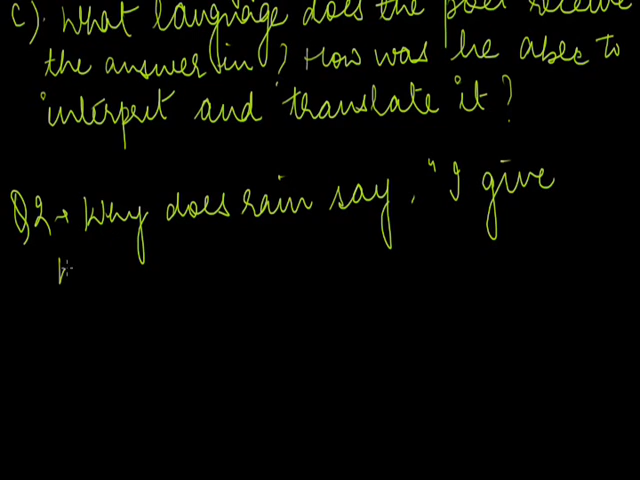 c). What language does the poet receive
the answer in? How was he able to
interpret and translate it?
Q2→ Why does rain say, "I give